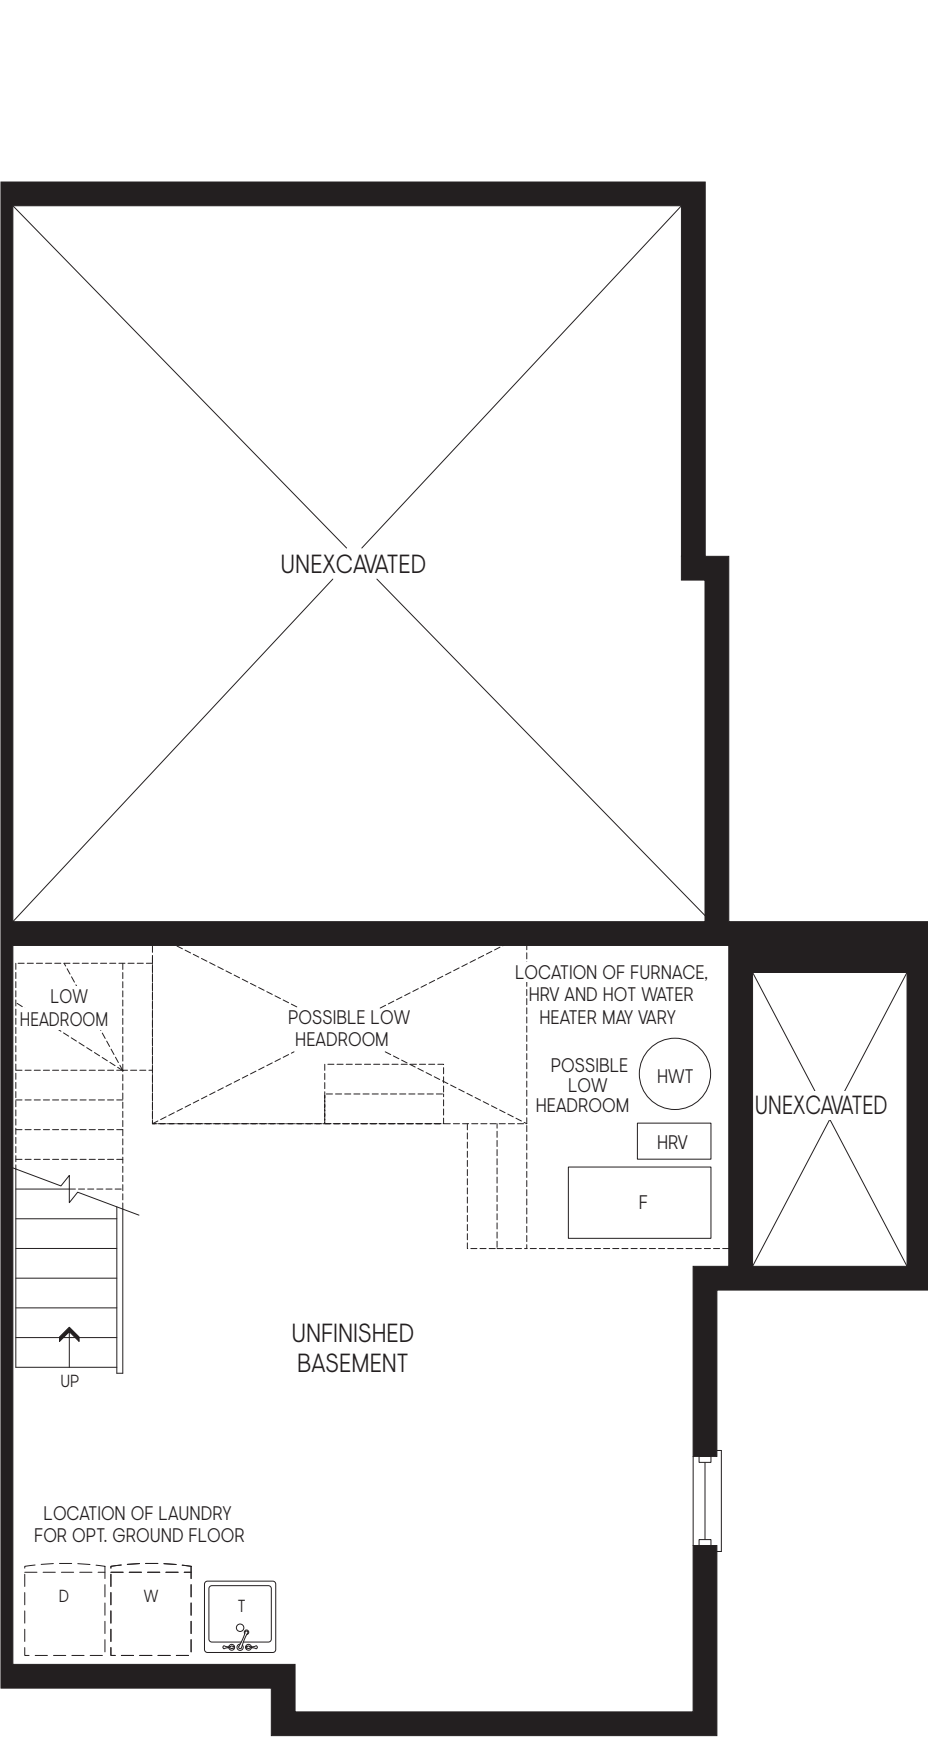 UNEXCAVATED
LOCATION OF FURNACE,
HRV AND HOT WATER
HEATER MAY VARY
LOW
HEADROOM
POSSIBLE LOW
HEADROOM
POSSIBLE
LOW
HEADROOM
HWT
UNEXCAVATED
HRV
F
UNFINISHED
BASEMENT
UP
LOCATION OF LAUNDRY
FOR OPT. GROUND FLOOR
D
W
T